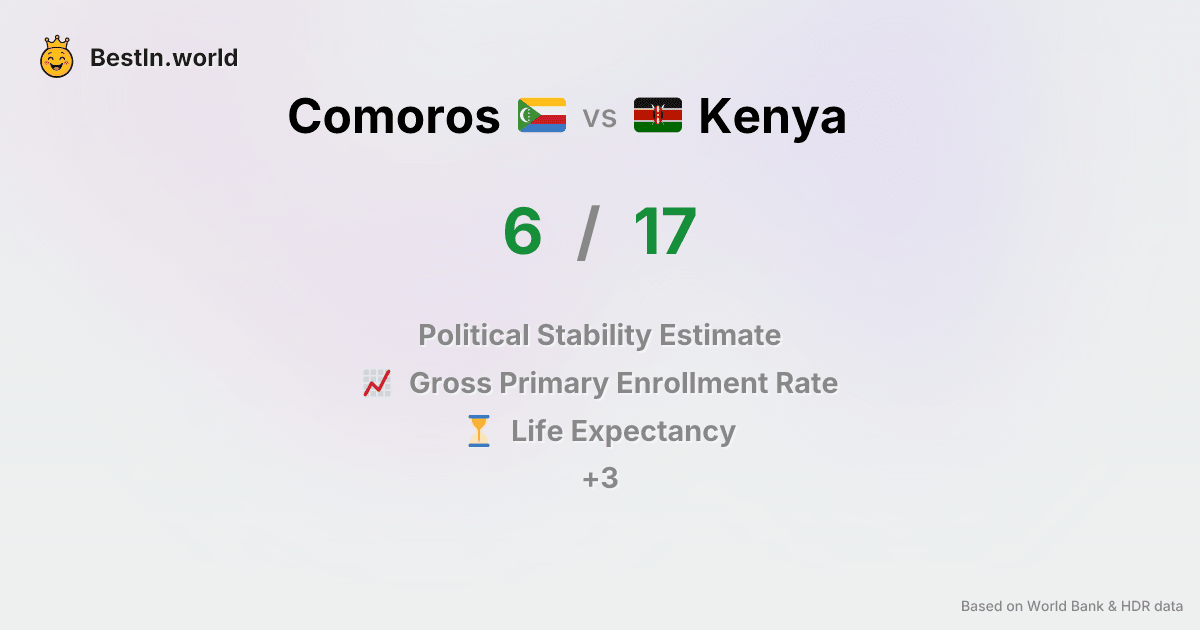 BestIn.world
Comoros vs Kenya
6 / 17
Political Stability Estimate
Gross Primary Enrollment Rate
Life Expectancy
+3
Based on World Bank & HDR data